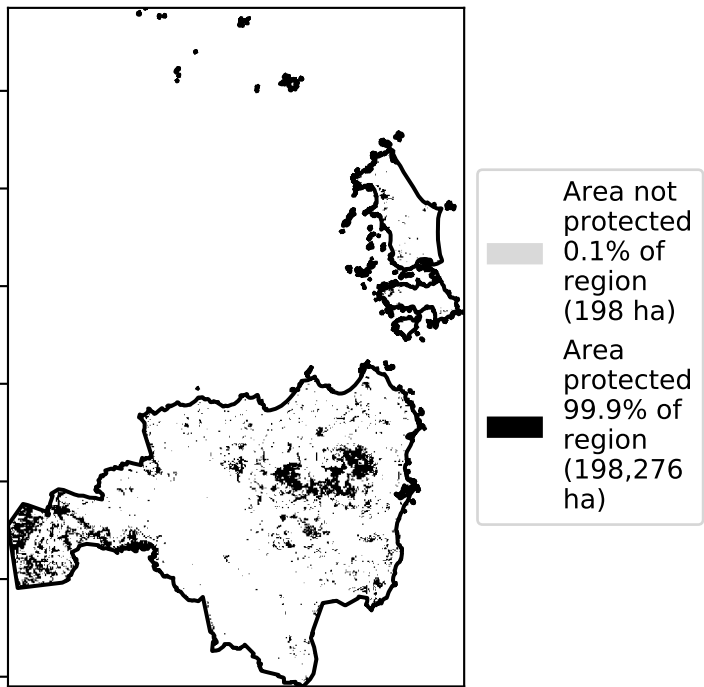 Area not
protected
0.1% of
region
(198 ha)
Area
protected
99.9% of
region
(198,276
ha)